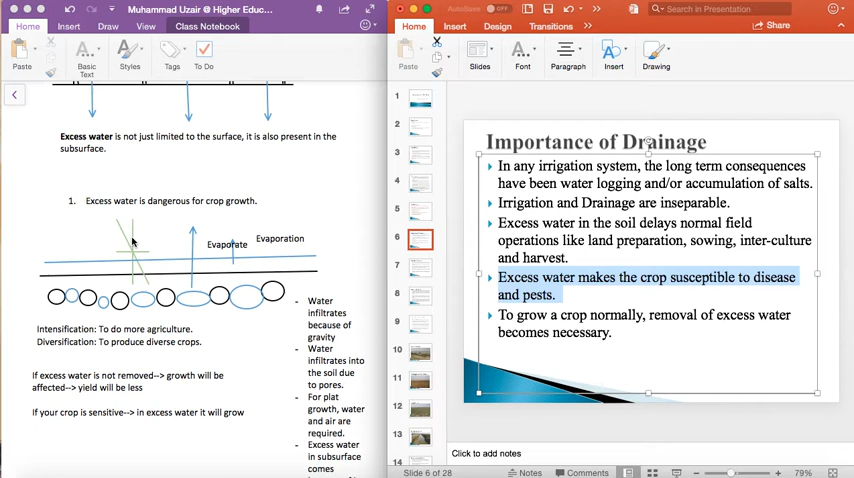 Muhammad Uzair @ Higher Educ...
Home Insert Draw View Class Notebook
Paste Basic Text Styles Tags To Do
Excess water is not just limited to the surface, it is also present in the
subsurface.
1. Excess water is dangerous for crop growth.
Evaporate Evaporation
Intensification: To do more agriculture.
Diversification: To produce diverse crops.
If excess water is not removed--> growth will be
affected--> yield will be less
If your crop is sensitive--> in excess water it will grow
- Water
infiltrates
because of
gravity
- Water
infiltrates into
the soil due
to pores.
- For plat
growth, water
and air are
required.
- Excess water
in subsurface
comes
AutoSave OFF
Search in Presentation
Home Insert Design Transitions Share
Paste Slides Font Paragraph Insert Drawing
1
2
3
4
5
6
7
8
9
10
11
12
13
14
Importance of Drainage
In any irrigation system, the long term consequences
have been water logging and/or accumulation of salts.
Irrigation and Drainage are inseparable.
Excess water in the soil delays normal field
operations like land preparation, sowing, inter-culture
and harvest.
Excess water makes the crop susceptible to disease
and pests.
To grow a crop normally, removal of excess water
becomes necessary.
Click to add notes
Slide 6 of 28 Notes Comments 79%